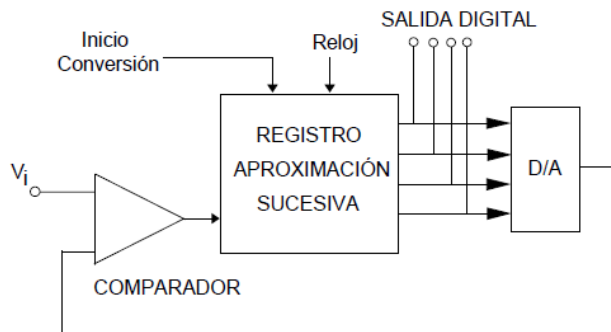 SALIDA DIGITAL
Inicio
Conversión
Reloj
REGISTRO
APROXIMACIÓN
SUCESIVA
D/A
Vi
COMPARADOR